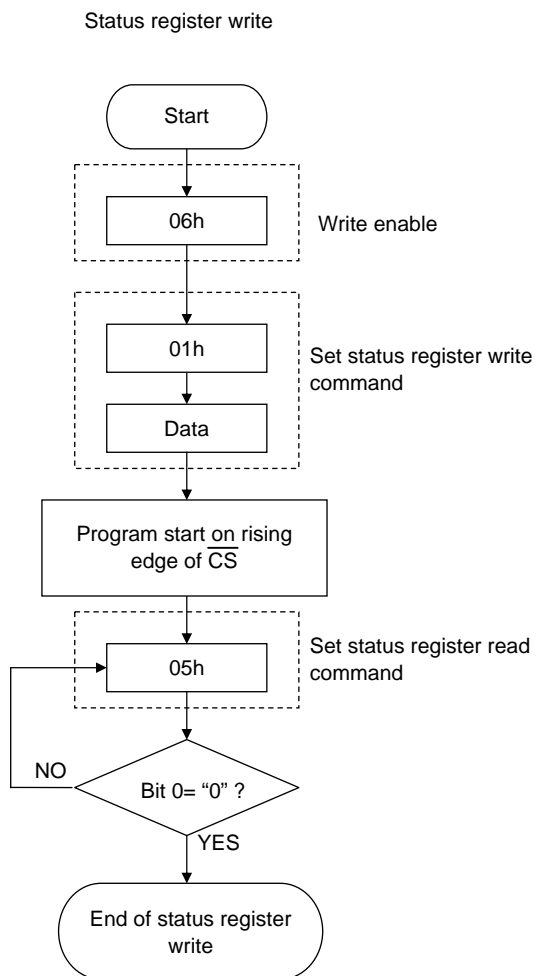 Status register write
Start
06h
Write enable
01h
Set status register write
command
Data
Program start on rising
edge of C̅S̅
05h
Set status register read
command
NO
Bit 0= “0” ?
YES
End of status register
write